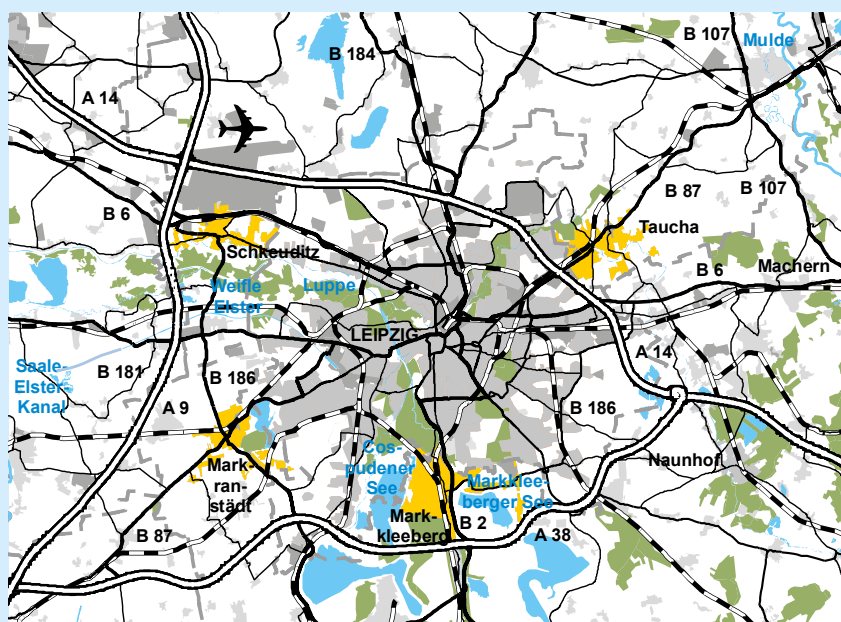 B 107
Mulde
B 184
A 14
B 87
B 107
B 6
Taucha
Schkeuditz
Machern
B 6
Weifle
Elster
Luppe
LEIPZIG
A 14
Saale-
Elster-
Kanal
B 181
B 186
A 9
B 186
Cos-
pudener
See
Mark-
ran-
städt
Naunhof
Markklee-
berger See
Mark-
kleeberg
B 2
B 87
A 38